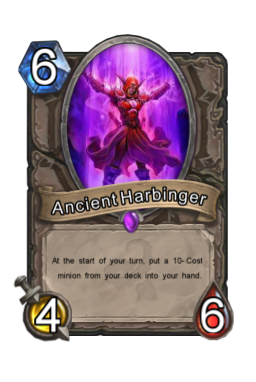 6
Ancient Harbinger
At the start of your turn, put a 10-Cost
minion from your deck into your hand.
4
6